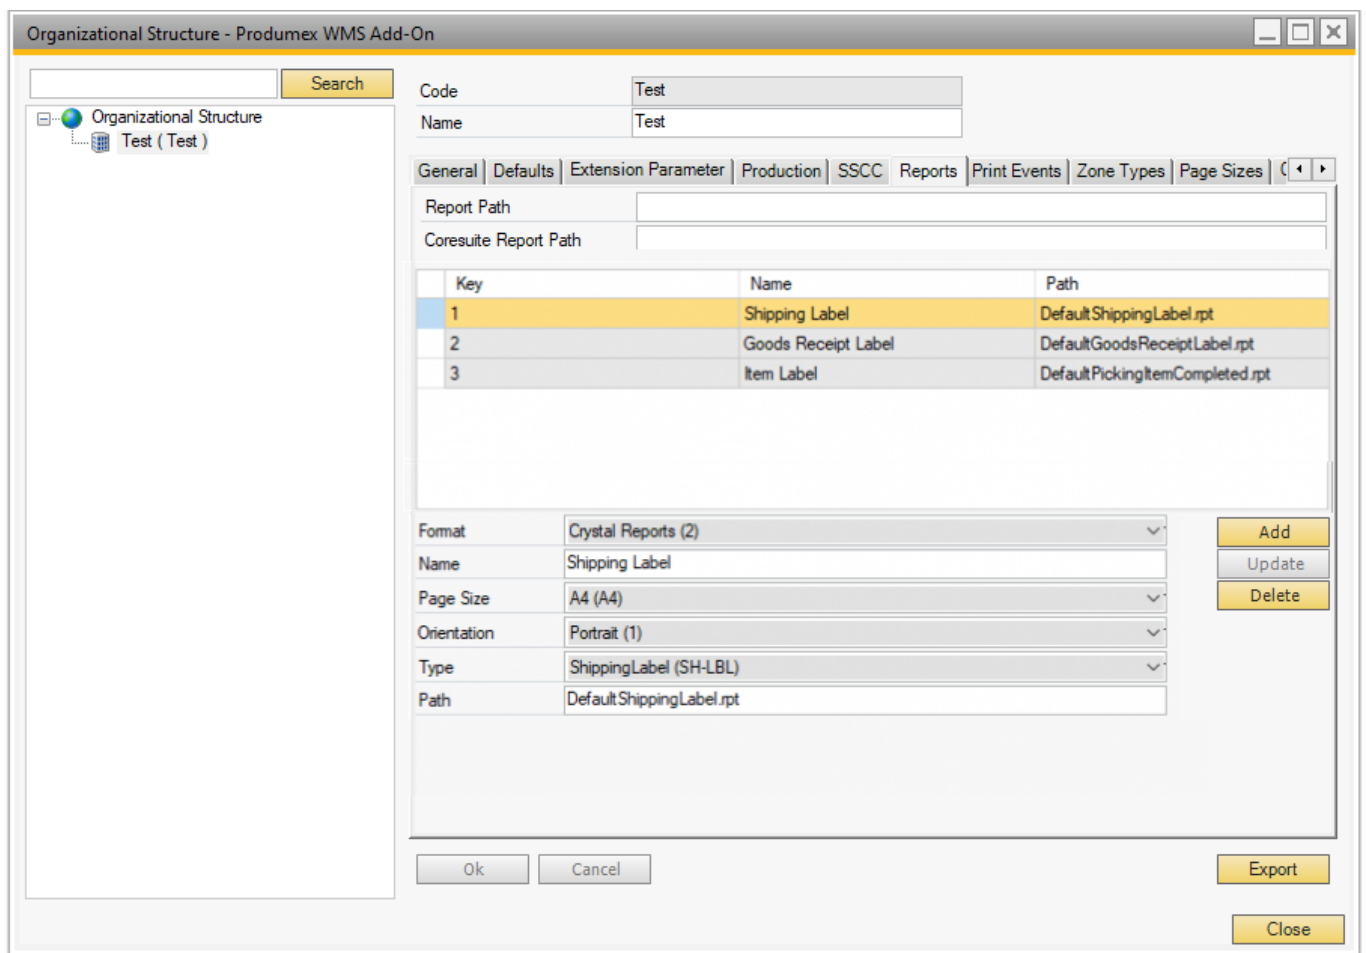 Organizational Structure - Produmex WMS Add-On
Search
Organizational Structure
Test ( Test )
Code Test
Name Test
General Defaults Extension Parameter Production SSCC Reports Print Events Zone Types Page Sizes
Report Path
Coresuite Report Path
Key Name Path
1 Shipping Label DefaultShippingLabel.rpt
2 Goods Receipt Label DefaultGoodsReceiptLabel.rpt
3 Item Label DefaultPickingItemCompleted.rpt
Format Crystal Reports (2) Add
Name Shipping Label Update
Page Size A4 (A4) Delete
Orientation Portrait (1)
Type ShippingLabel (SH-LBL)
Path DefaultShippingLabel.rpt
Ok Cancel Export
Close